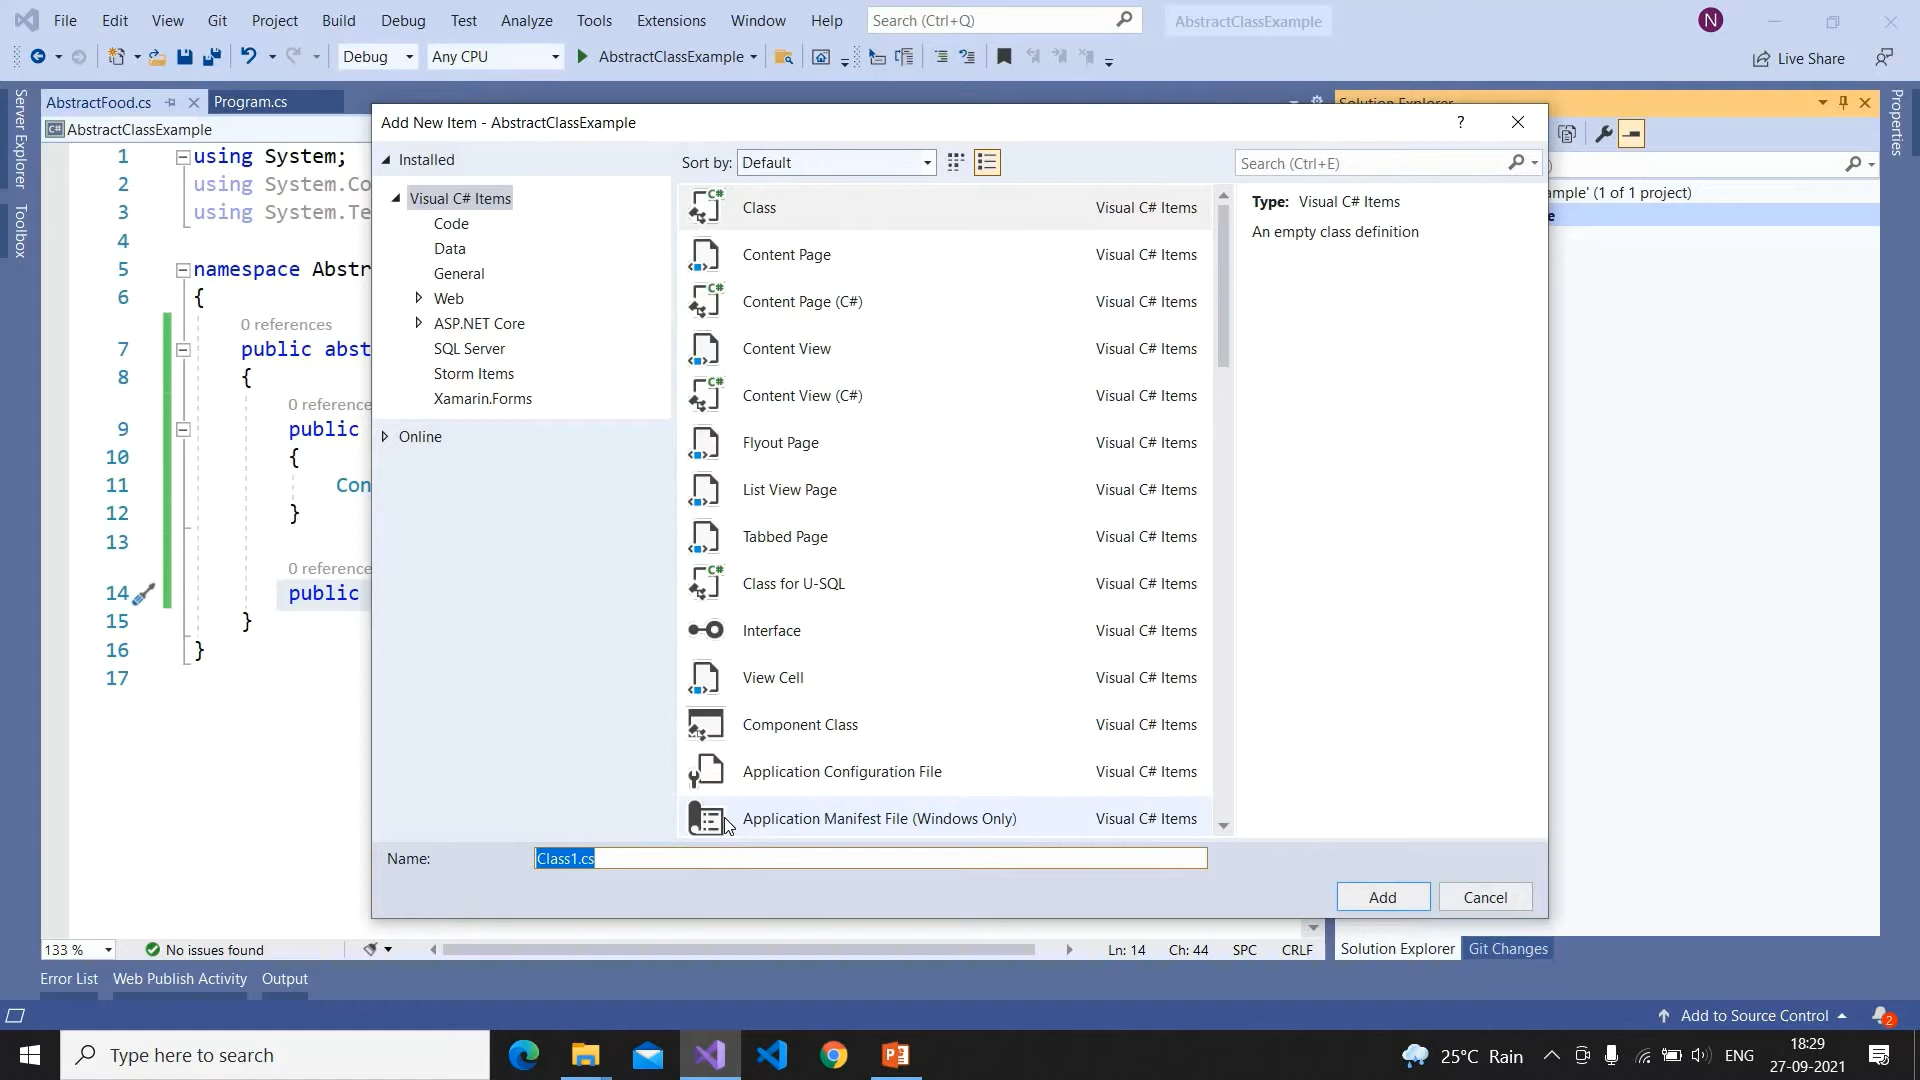 File Edit View Git Project Build Debug Test Analyze Tools Extensions Window Help Search (Ctrl+Q) AbstractClassExample N
Debug Any CPU AbstractClassExample Live Share
AbstractFood.cs Program.cs
AbstractClassExample
Server Explorer
Toolbox
1 using System;
2 using System.Co
3 using System.Te
4
5 namespace Abstr
6 {
0 references
7 public abst
8 {
0 reference
9 public
10 {
11 Con
12 }
13
0 reference
14 public
15 }
16 }
17
Add New Item - AbstractClassExample ?
Installed
Visual C# Items
Code
Data
General
Web
ASP.NET Core
SQL Server
Storm Items
Xamarin.Forms
Online
Sort by: Default
Search (Ctrl+E)
Class Visual C# Items
Content Page Visual C# Items
Content Page (C#) Visual C# Items
Content View Visual C# Items
Content View (C#) Visual C# Items
Flyout Page Visual C# Items
List View Page Visual C# Items
Tabbed Page Visual C# Items
Class for U-SQL Visual C# Items
Interface Visual C# Items
View Cell Visual C# Items
Component Class Visual C# Items
Application Configuration File Visual C# Items
Application Manifest File (Windows Only) Visual C# Items
Type: Visual C# Items
An empty class definition
Name: Class1.cs
Add Cancel
ample' (1 of 1 project)
e
Properties
133 % No issues found Ln: 14 Ch: 44 SPC CRLF
Solution Explorer Git Changes
Error List Web Publish Activity Output
Add to Source Control 2
Type here to search
25°C Rain ENG
18:29
27-09-2021